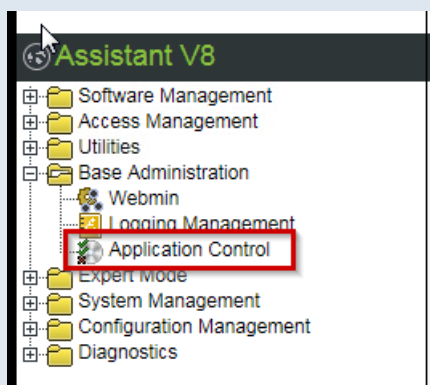 Assistant V8
Software Management
Access Management
Utilities
Base Administration
Webmin
Logging Management
Application Control
Expert Mode
System Management
Configuration Management
Diagnostics